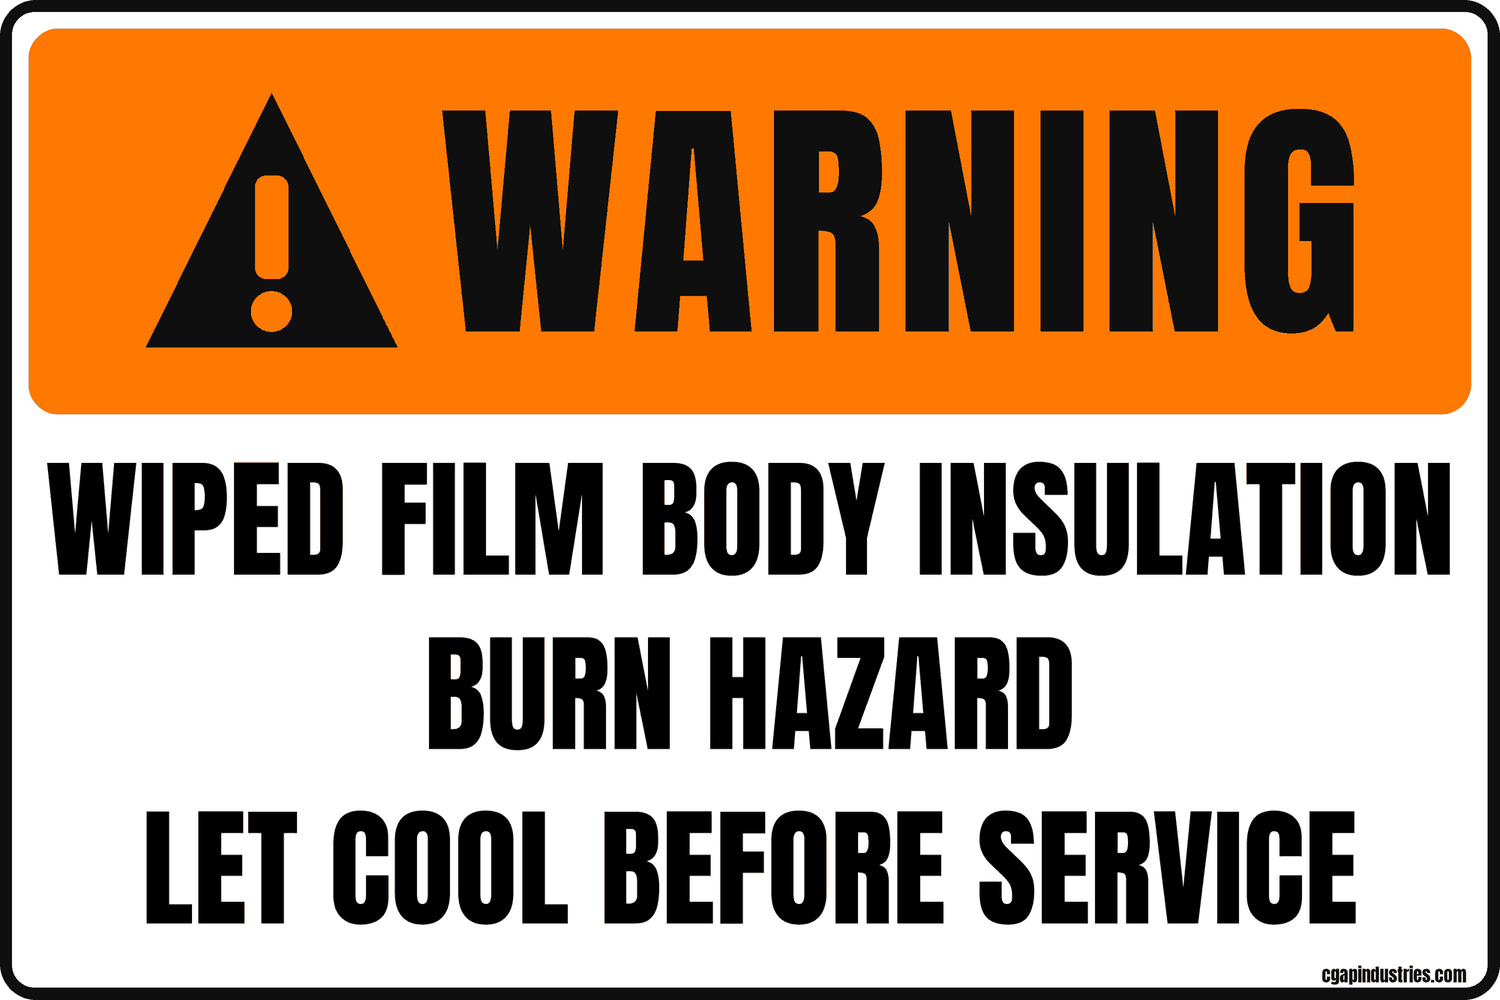 WARNING
WIPED FILM BODY INSULATION
BURN HAZARD
LET COOL BEFORE SERVICE
cgapindustries.com